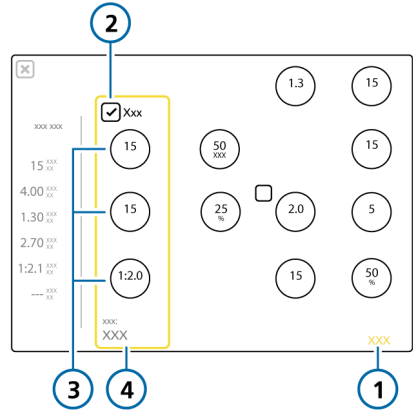 2
1.3
15
Xxx
xxx xxx
15
50
xxx
15
15 xxx
xx
4.00 xxx
xx
15
25
%
2.0
5
1.30 xxx
xx
2.70 xxx
xx
1:2.1 xxx
xx
1:2.0
15
50
%
--- xxx
xx
xxx:
XXX
XXX
3
4
1